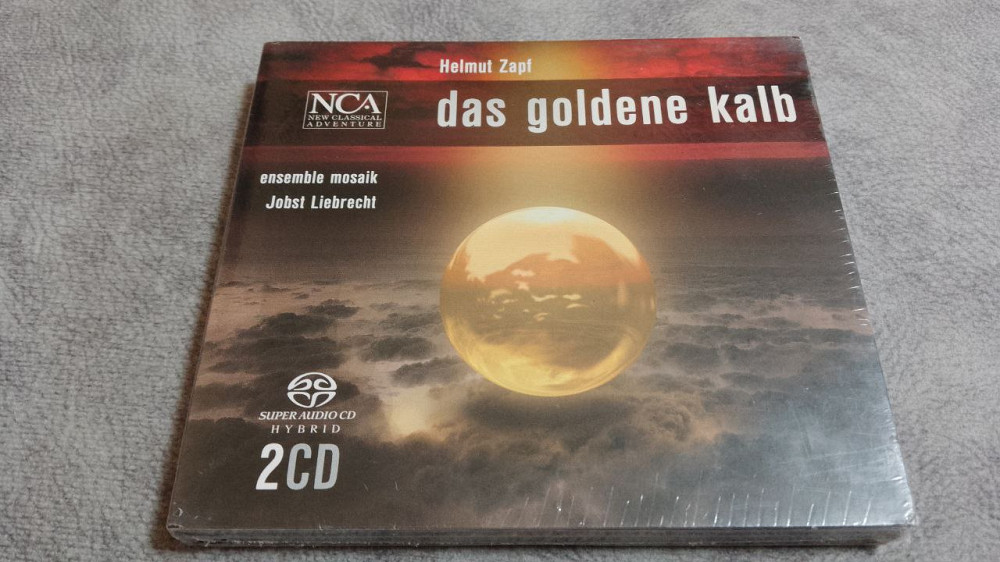 Helmut Zapf
das goldene kalb
NCA
NEW CLASSICAL
ADVENTURE
ensemble mosaik
Jobst Liebrecht
SUPER AUDIO CD
HYBRID
2CD